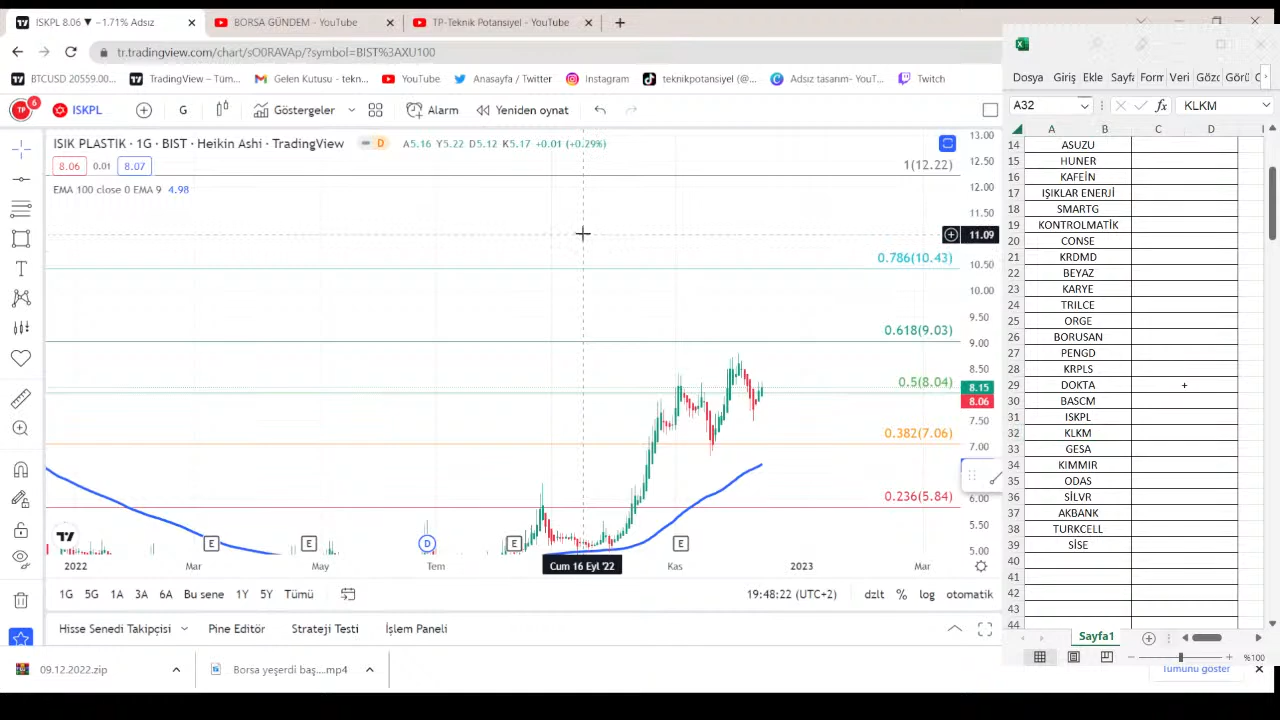 ISKPL 8.06 ▼ −1.71% Adsız
BORSA GÜNDEM - YouTube
TP-Teknik Potansiyel - YouTube
tr.tradingview.com/chart/sO0RAVAp/?symbol=BIST%3AXU100
BTCUSD 20559.00...
TradingView – Tüm...
Gelen Kutusu - tekn...
YouTube
Anasayfa / Twitter
Instagram
teknikpotansiyel (@...
Adsız tasarım- YouT...
Twitch
TP 6
ISKPL
G
Göstergeler
Alarm
Yeniden oynat
ISIK PLASTIK · 1G · BIST · Heikin Ashi · TradingView
D
A5.16 Y5.22 D5.12 K5.17 +0.01 (+0.29%)
8.06 0.01 8.07
EMA 100 close 0 EMA 9 4.98
1(12.22)
0.786(10.43)
0.618(9.03)
0.5(8.04)
0.382(7.06)
0.236(5.84)
13.00
12.50
12.00
11.50
11.09
10.50
10.00
9.50
9.00
8.50
8.15
8.06
7.50
7.00
6.00
5.50
5.00
E E D E E
2022 Mar May Tem Cum 16 Eyl '22 Kas 2023 Mar
1G 5G 1A 3A 6A Bu sene 1Y 5Y Tümü
19:48:22 (UTC+2) dzlt % log otomatik
Hisse Senedi Takipçisi Pine Editör Strateji Testi İşlem Paneli
09.12.2022.zip
Borsa yeşerdi baş....mp4
Tümünü göster
Dosya Giriş Ekle Sayfa Form Veri Gözd Görü
A32 fx KLKM
A B C D
14 ASUZU
15 HUNER
16 KAFEİN
17 IŞIKLAR ENERJİ
18 SMARTG
19 KONTROLMATİK
20 CONSE
21 KRDMD
22 BEYAZ
23 KARYE
24 TRILCE
25 ORGE
26 BORUSAN
27 PENGD
28 KRPLS
29 DOKTA +
30 BASCM
31 ISKPL
32 KLKM
33 GESA
34 KIMMIR
35 ODAS
36 SİLVR
37 AKBANK
38 TURKCELL
39 SİSE
40
41
42
43
44
Sayfa1
%100